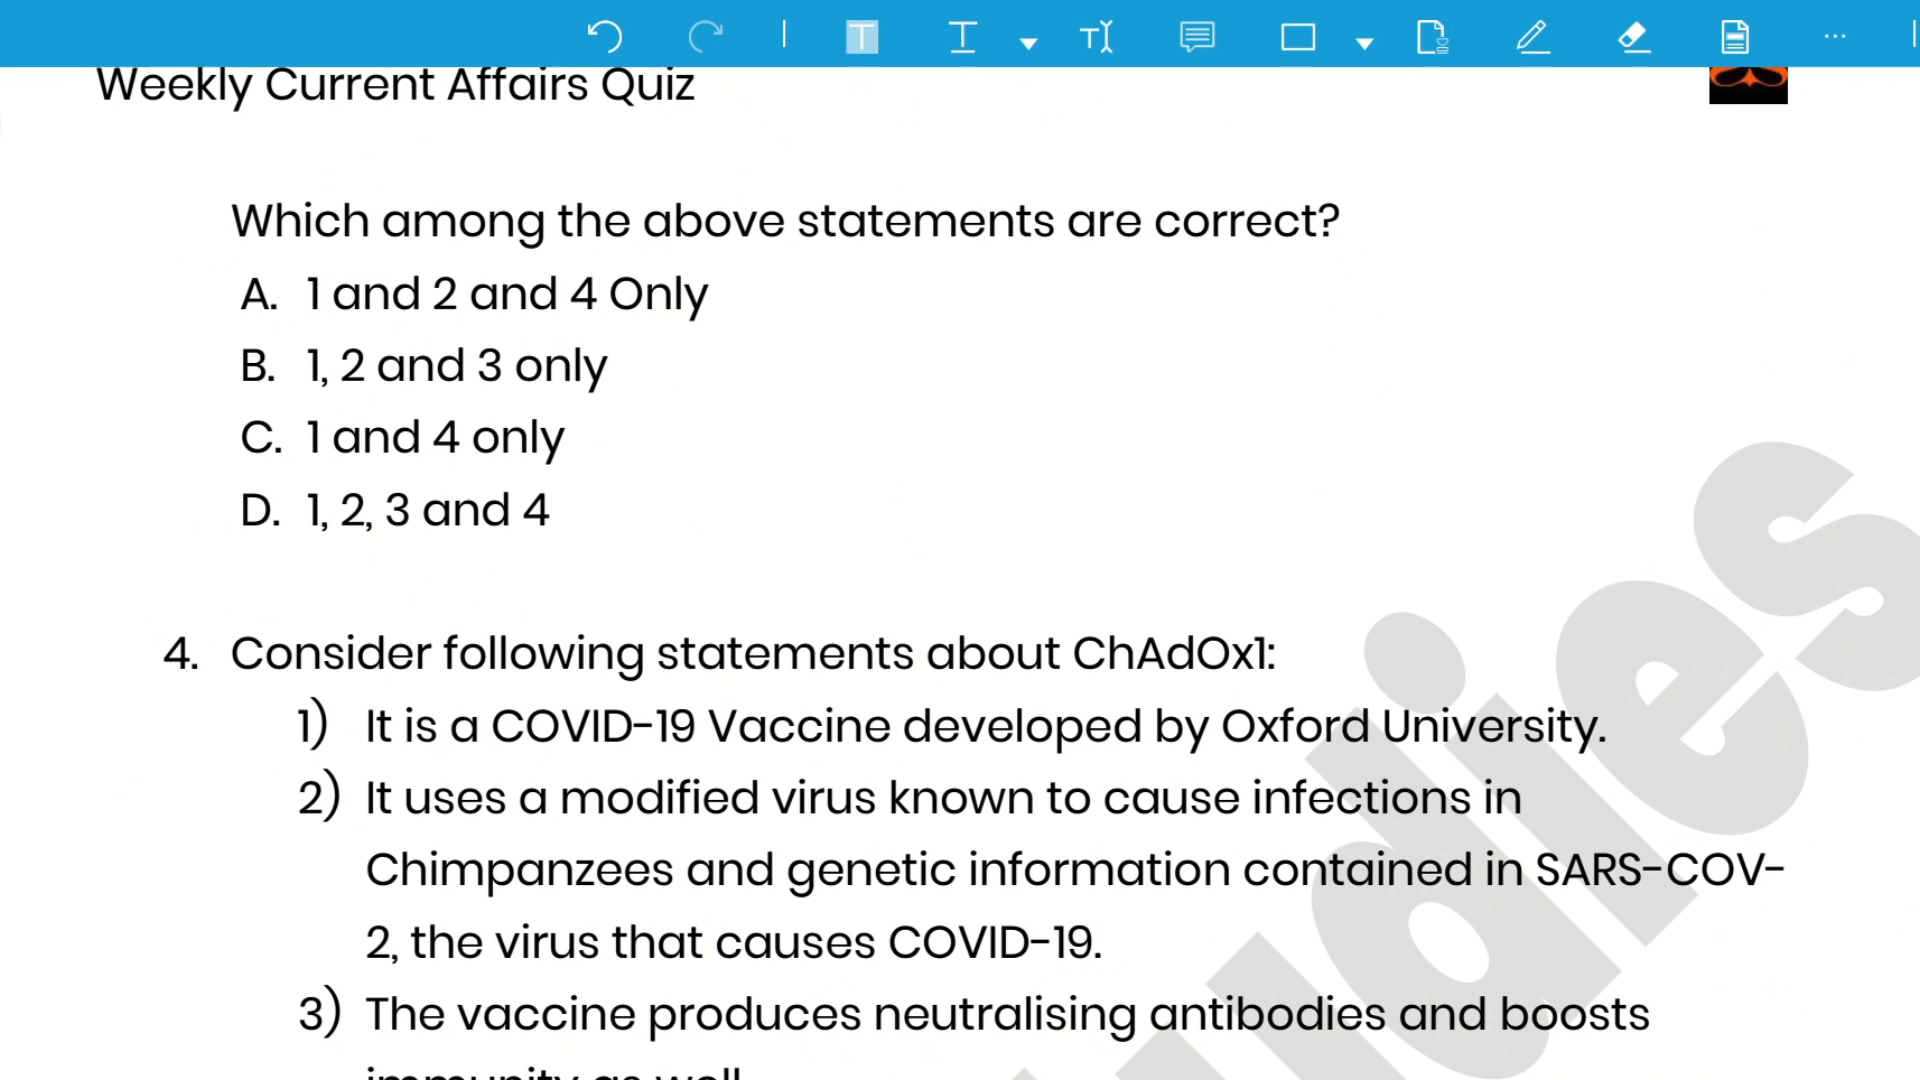 Weekly Current Affairs Quiz
Which among the above statements are correct?
A. 1 and 2 and 4 Only
B. 1, 2 and 3 only
C. 1 and 4 only
D. 1, 2, 3 and 4
4. Consider following statements about ChAdOx1:
1) It is a COVID-19 Vaccine developed by Oxford University.
2) It uses a modified virus known to cause infections in
Chimpanzees and genetic information contained in SARS-COV-
2, the virus that causes COVID-19.
3) The vaccine produces neutralising antibodies and boosts
immunity as well
udies